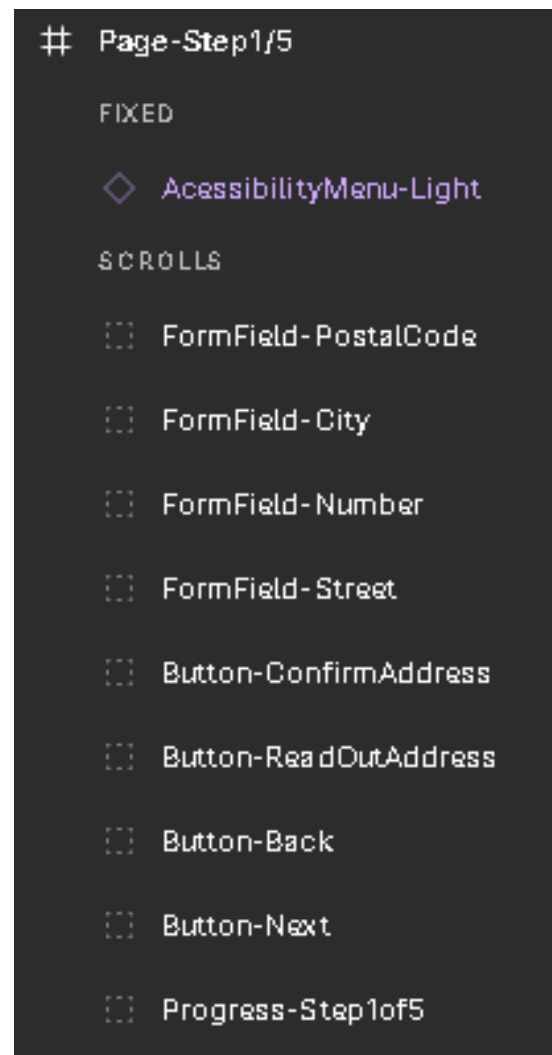 Page-Step1/5
FIXED
AcessibilityMenu-Light
SCROLLS
FormField-PostalCode
FormField-City
FormField-Number
FormField-Street
Button-ConfirmAddress
Button-ReadOutAddress
Button-Back
Button-Next
Progress-Step1of5